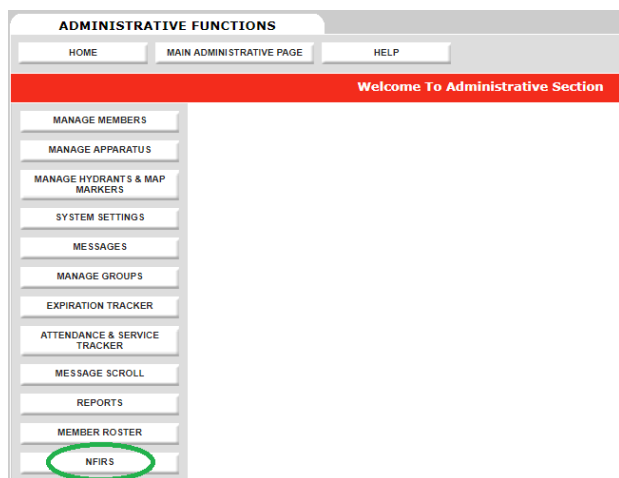 ADMINISTRATIVE FUNCTIONS
HOME
MAIN ADMINISTRATIVE PAGE
HELP
Welcome To Administrative Section
MANAGE MEMBERS
MANAGE APPARATUS
MANAGE HYDRANTS & MAP
MARKERS
SYSTEM SETTINGS
MESSAGES
MANAGE GROUPS
EXPIRATION TRACKER
ATTENDANCE & SERVICE
TRACKER
MESSAGE SCROLL
REPORTS
MEMBER ROSTER
NFIRS